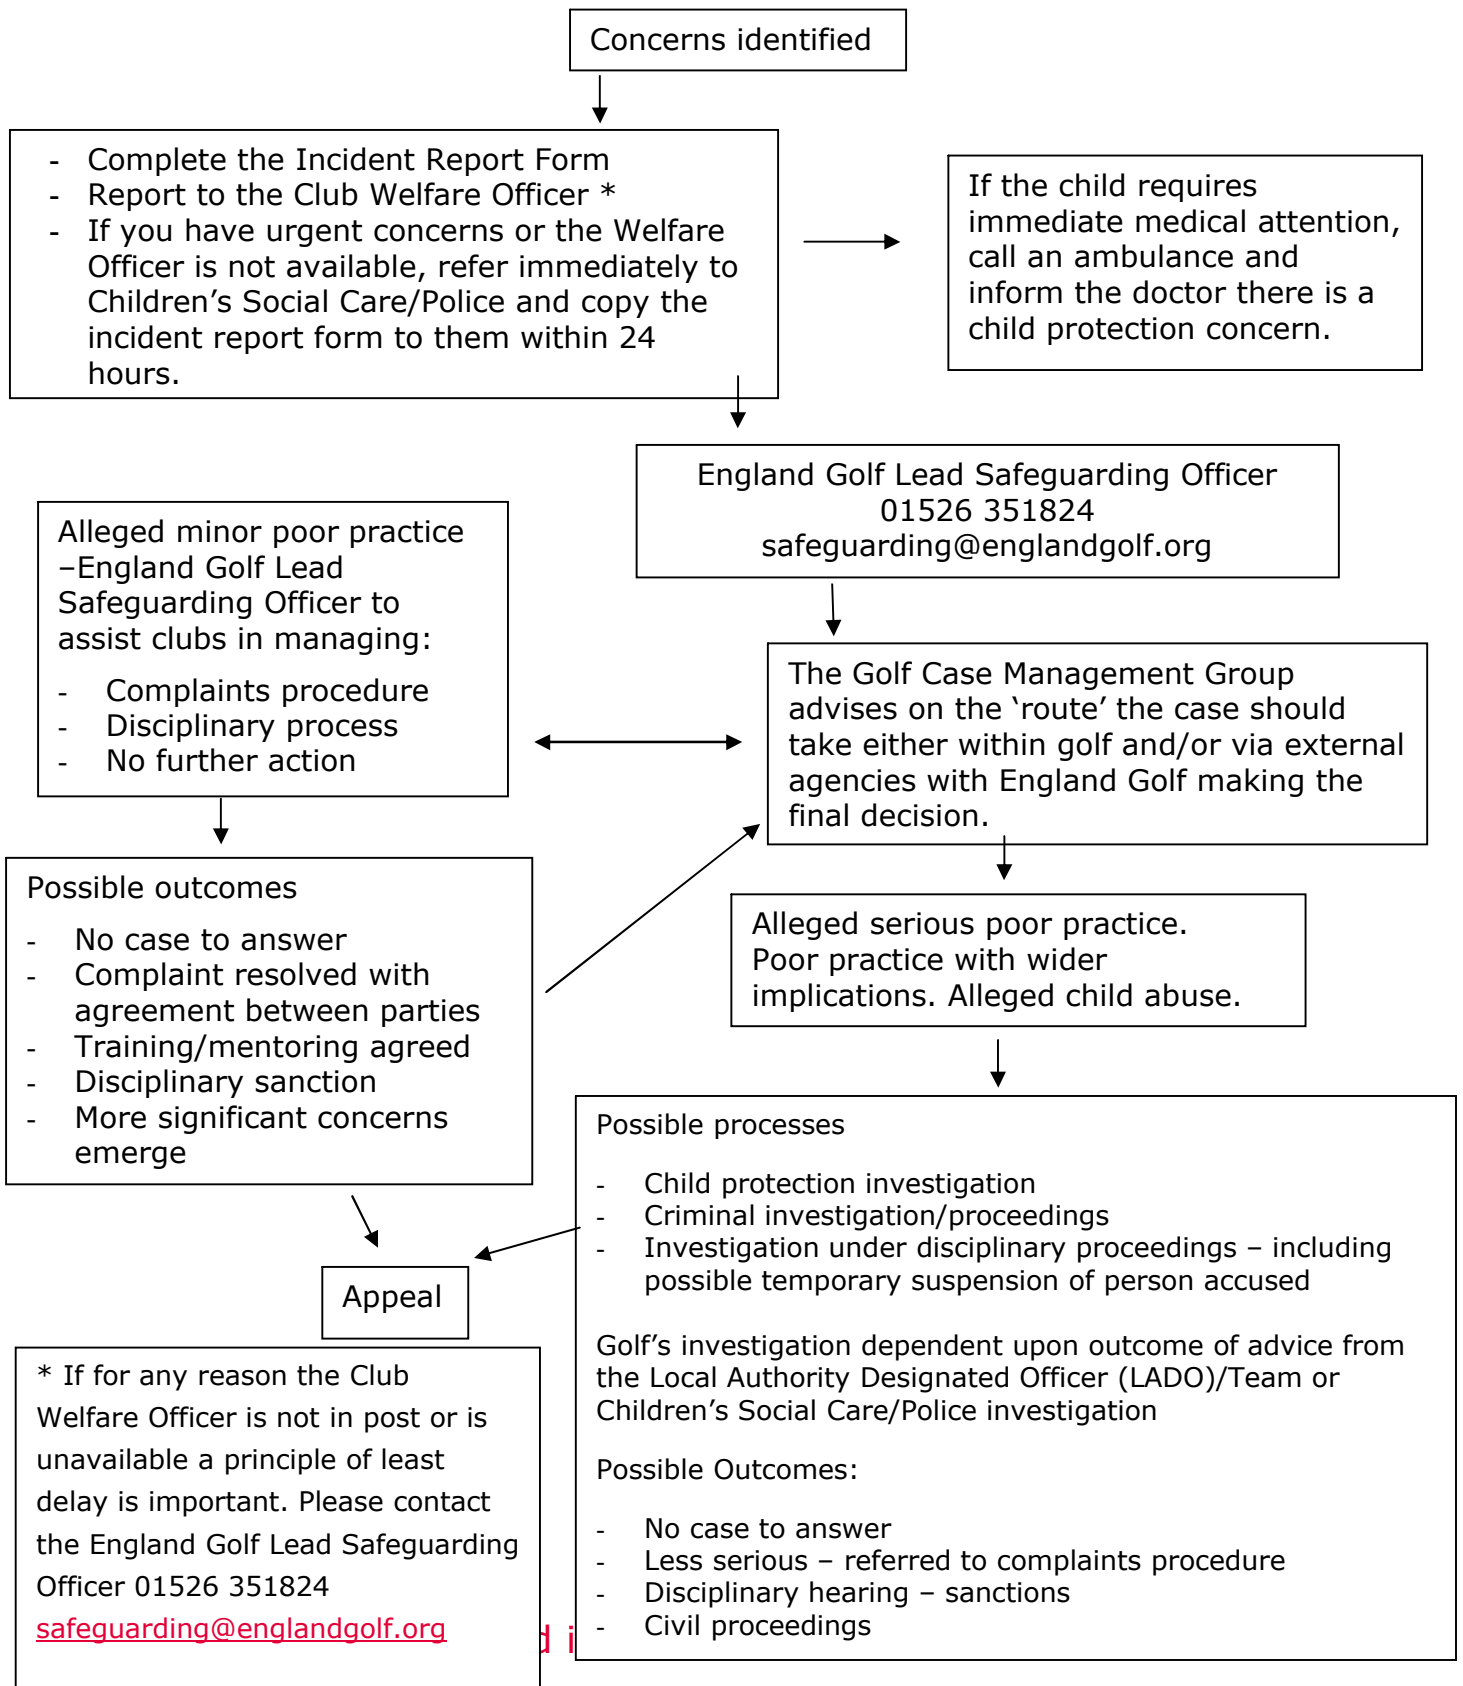 Concerns identified
- Complete the Incident Report Form
- Report to the Club Welfare Officer *
- If you have urgent concerns or the Welfare
Officer is not available, refer immediately to
Children’s Social Care/Police and copy the
incident report form to them within 24
hours.
If the child requires
immediate medical attention,
call an ambulance and
inform the doctor there is a
child protection concern.
England Golf Lead Safeguarding Officer
01526 351824
safeguarding@englandgolf.org
Alleged minor poor practice
–England Golf Lead
Safeguarding Officer to
assist clubs in managing:
- Complaints procedure
- Disciplinary process
- No further action
The Golf Case Management Group
advises on the ‘route’ the case should
take either within golf and/or via external
agencies with England Golf making the
final decision.
Possible outcomes
- No case to answer
- Complaint resolved with
agreement between parties
- Training/mentoring agreed
- Disciplinary sanction
- More significant concerns
emerge
Alleged serious poor practice.
Poor practice with wider
implications. Alleged child abuse.
Possible processes
- Child protection investigation
- Criminal investigation/proceedings
- Investigation under disciplinary proceedings – including
possible temporary suspension of person accused
Golf’s investigation dependent upon outcome of advice from
the Local Authority Designated Officer (LADO)/Team or
Children’s Social Care/Police investigation
Possible Outcomes:
- No case to answer
- Less serious – referred to complaints procedure
- Disciplinary hearing – sanctions
- Civil proceedings
Appeal
* If for any reason the Club
Welfare Officer is not in post or is
unavailable a principle of least
delay is important. Please contact
the England Golf Lead Safeguarding
Officer 01526 351824
safeguarding@englandgolf.org